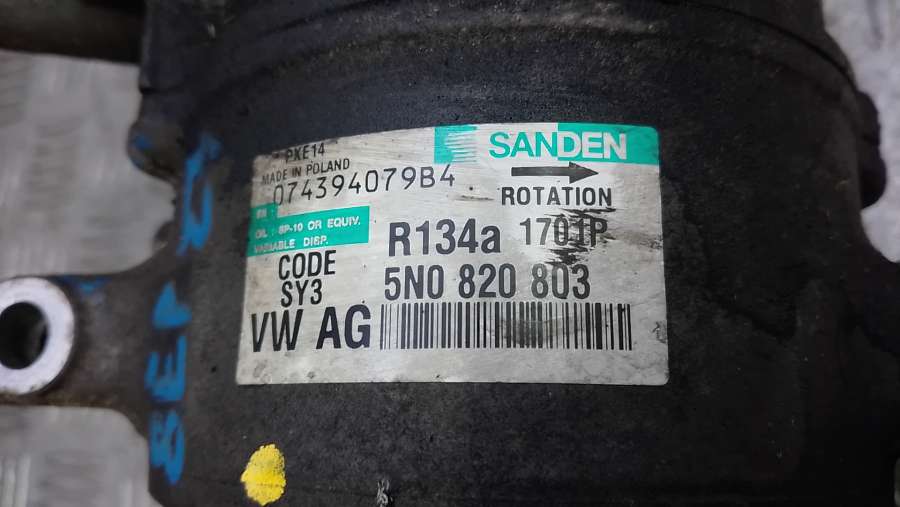 SANDEN
PXE14
MADE IN POLAND
074394079B4
ROTATION
OIL : SP-10 OR EQUIV.
VARIABLE DISP.
R134a 1701P
CODE
SY3
5N0 820 803
VW AG